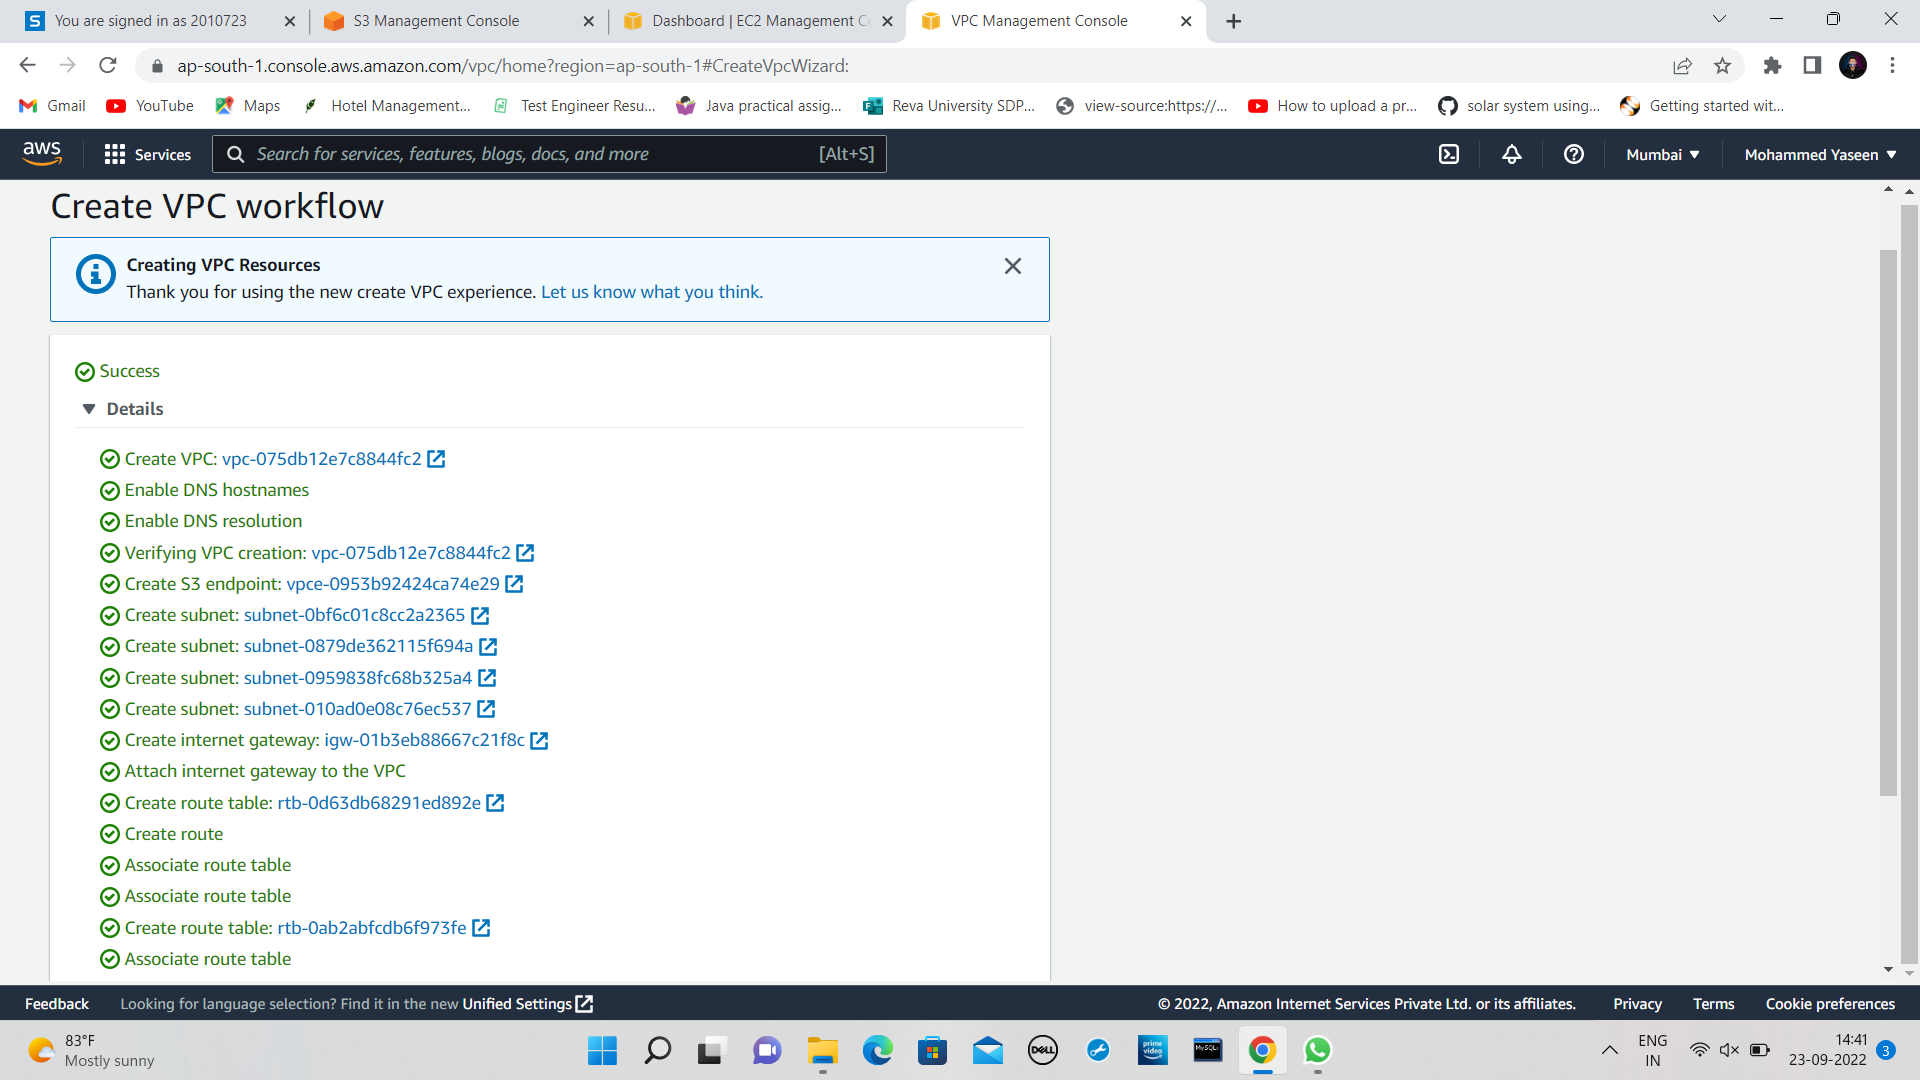 You are signed in as 2010723
S3 Management Console
Dashboard | EC2 Management Co
VPC Management Console
ap-south-1.console.aws.amazon.com/vpc/home?region=ap-south-1#CreateVpcWizard:
Gmail
YouTube
Maps
Hotel Management...
Test Engineer Resu...
Java practical assig...
Reva University SDP...
view-source:https://...
How to upload a pr...
solar system using...
Getting started wit...
aws
Services
Search for services, features, blogs, docs, and more
[Alt+S]
Mumbai
Mohammed Yaseen
Create VPC workflow
Creating VPC Resources
Thank you for using the new create VPC experience. Let us know what you think.
Success
Details
Create VPC: vpc-075db12e7c8844fc2
Enable DNS hostnames
Enable DNS resolution
Verifying VPC creation: vpc-075db12e7c8844fc2
Create S3 endpoint: vpce-0953b92424ca74e29
Create subnet: subnet-0bf6c01c8cc2a2365
Create subnet: subnet-0879de362115f694a
Create subnet: subnet-0959838fc68b325a4
Create subnet: subnet-010ad0e08c76ec537
Create internet gateway: igw-01b3eb88667c21f8c
Attach internet gateway to the VPC
Create route table: rtb-0d63db68291ed892e
Create route
Associate route table
Associate route table
Create route table: rtb-0ab2abfcdb6f973fe
Associate route table
Feedback
Looking for language selection? Find it in the new Unified Settings
© 2022, Amazon Internet Services Private Ltd. or its affiliates.
Privacy
Terms
Cookie preferences
83°F
Mostly sunny
DELL
prime video
MySQL
ENG
IN
14:41
23-09-2022
3